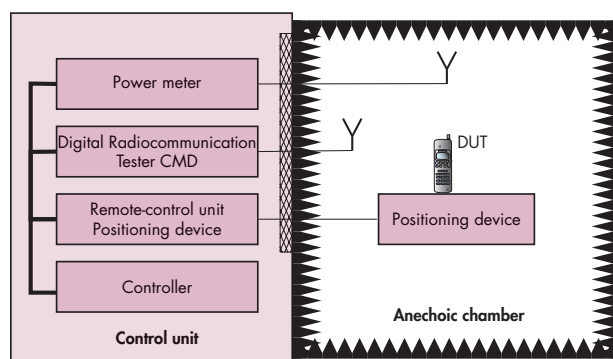 Power meter
Digital Radiocommunication
Tester CMD
Remote-control unit
Positioning device
Controller
Control unit
DUT
Positioning device
Anechoic chamber